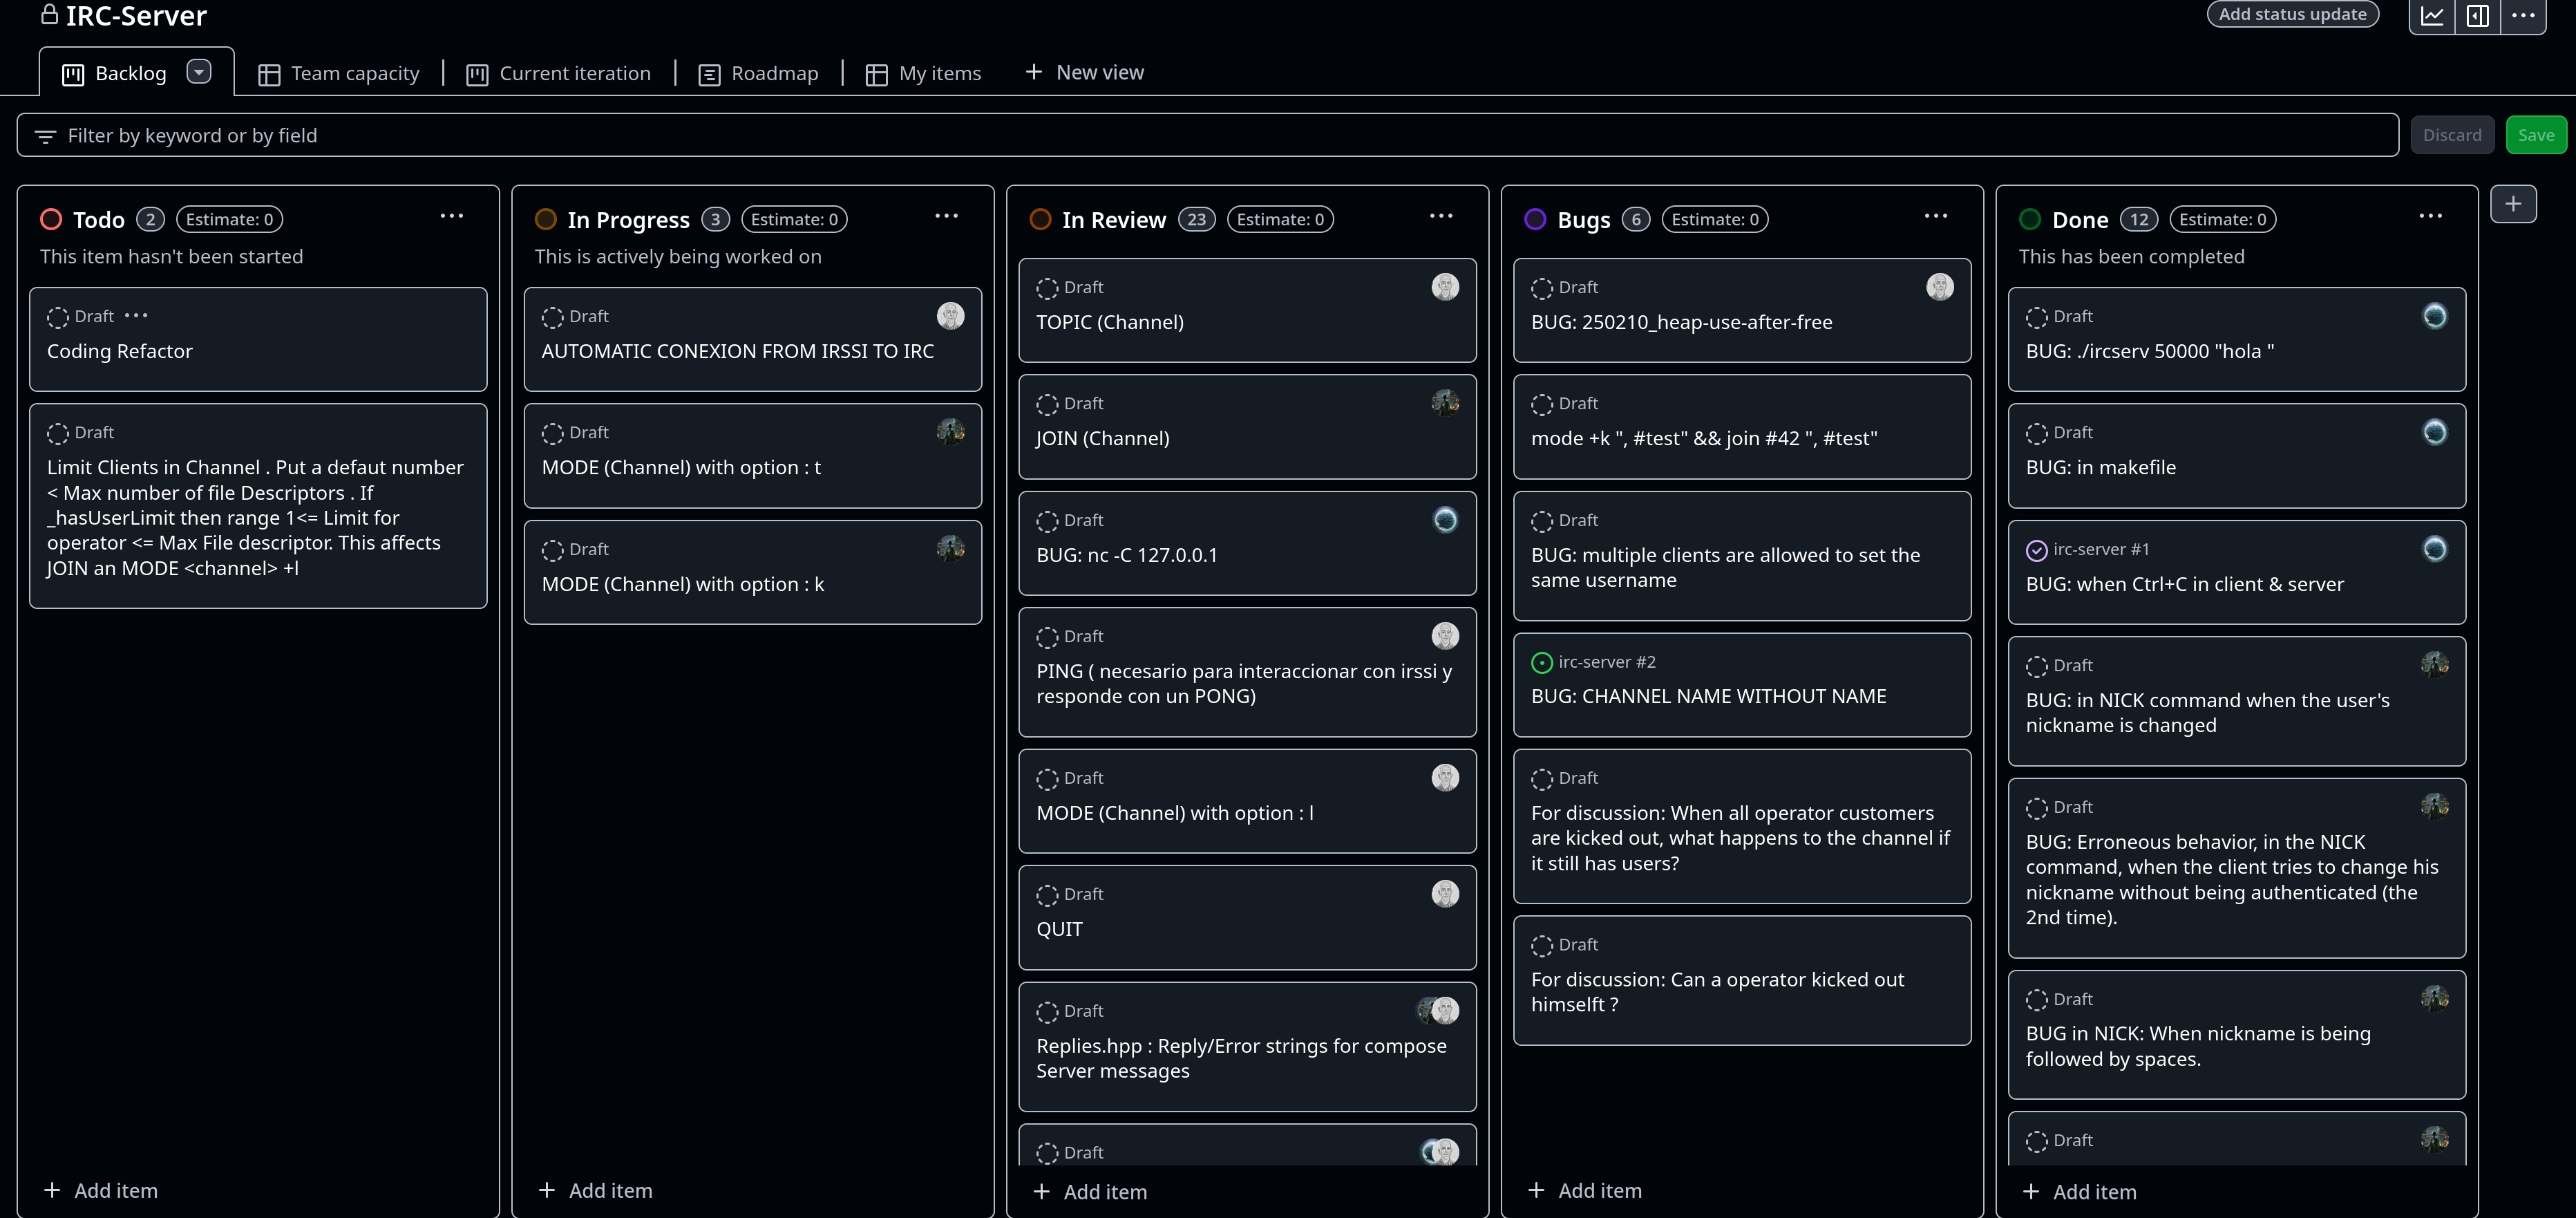 IRC-Server
Add status update
Backlog
Team capacity
Current iteration
Roadmap
My items
New view
Filter by keyword or by field
Discard
Save
Todo 2 Estimate: 0
This item hasn't been started
Draft
Coding Refactor
Draft
Limit Clients in Channel . Put a defaut number
< Max number of file Descriptors . If
_hasUserLimit then range 1<= Limit for
operator <= Max File descriptor. This affects
JOIN an MODE <channel> +l
Add item
In Progress 3 Estimate: 0
This is actively being worked on
Draft
AUTOMATIC CONEXION FROM IRSSI TO IRC
Draft
MODE (Channel) with option : t
Draft
MODE (Channel) with option : k
Add item
In Review 23 Estimate: 0
Draft
TOPIC (Channel)
Draft
JOIN (Channel)
Draft
BUG: nc -C 127.0.0.1
Draft
PING ( necesario para interaccionar con irssi y
responde con un PONG)
Draft
MODE (Channel) with option : l
Draft
QUIT
Draft
Replies.hpp : Reply/Error strings for compose
Server messages
Draft
Add item
Bugs 6 Estimate: 0
Draft
BUG: 250210_heap-use-after-free
Draft
mode +k ", #test" && join #42 ", #test"
Draft
BUG: multiple clients are allowed to set the
same username
irc-server #2
BUG: CHANNEL NAME WITHOUT NAME
Draft
For discussion: When all operator customers
are kicked out, what happens to the channel if
it still has users?
Draft
For discussion: Can a operator kicked out
himselft ?
Add item
Done 12 Estimate: 0
This has been completed
Draft
BUG: ./ircserv 50000 "hola "
Draft
BUG: in makefile
irc-server #1
BUG: when Ctrl+C in client & server
Draft
BUG: in NICK command when the user's
nickname is changed
Draft
BUG: Erroneous behavior, in the NICK
command, when the client tries to change his
nickname without being authenticated (the
2nd time).
Draft
BUG in NICK: When nickname is being
followed by spaces.
Draft
Add item